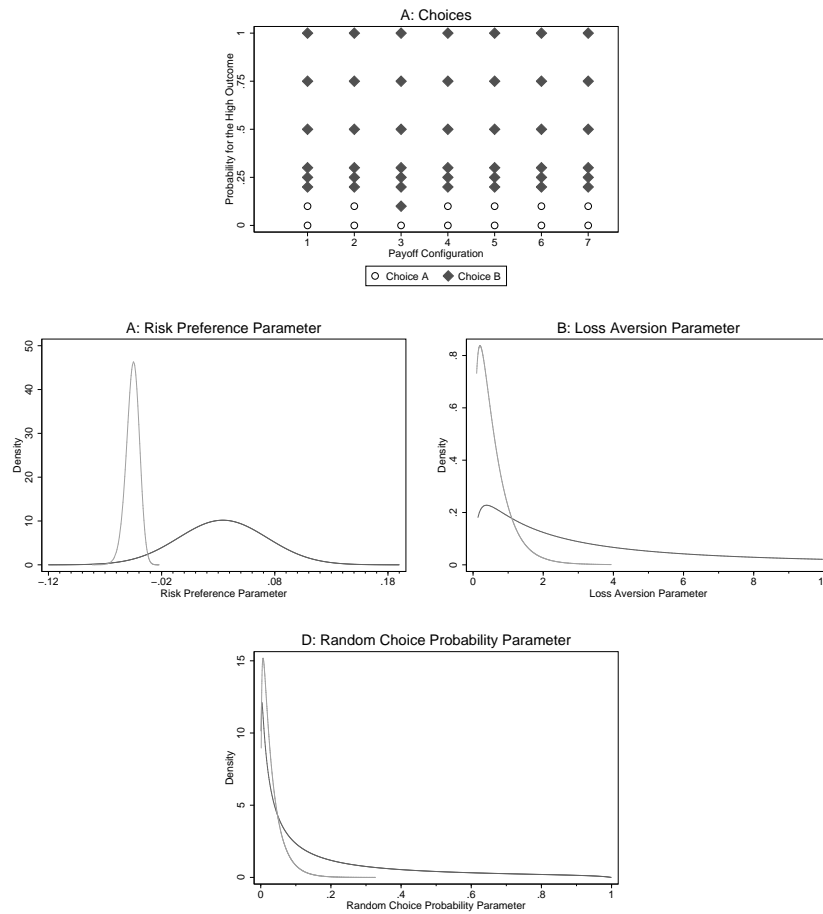 A: Choices
Probability for the High Outcome
1
.75
.5
.25
0
1 2 3 4 5 6 7
Payoff Configuration
Choice A Choice B
A: Risk Preference Parameter
Density
50
40
30
20
10
0
−.12 −.02 .08 .18
Risk Preference Parameter
B: Loss Aversion Parameter
Density
.8
.6
.4
.2
0
0 2 4 6 8 10
Loss Aversion Parameter
D: Random Choice Probability Parameter
Density
15
10
5
0
0 .2 .4 .6 .8 1
Random Choice Probability Parameter